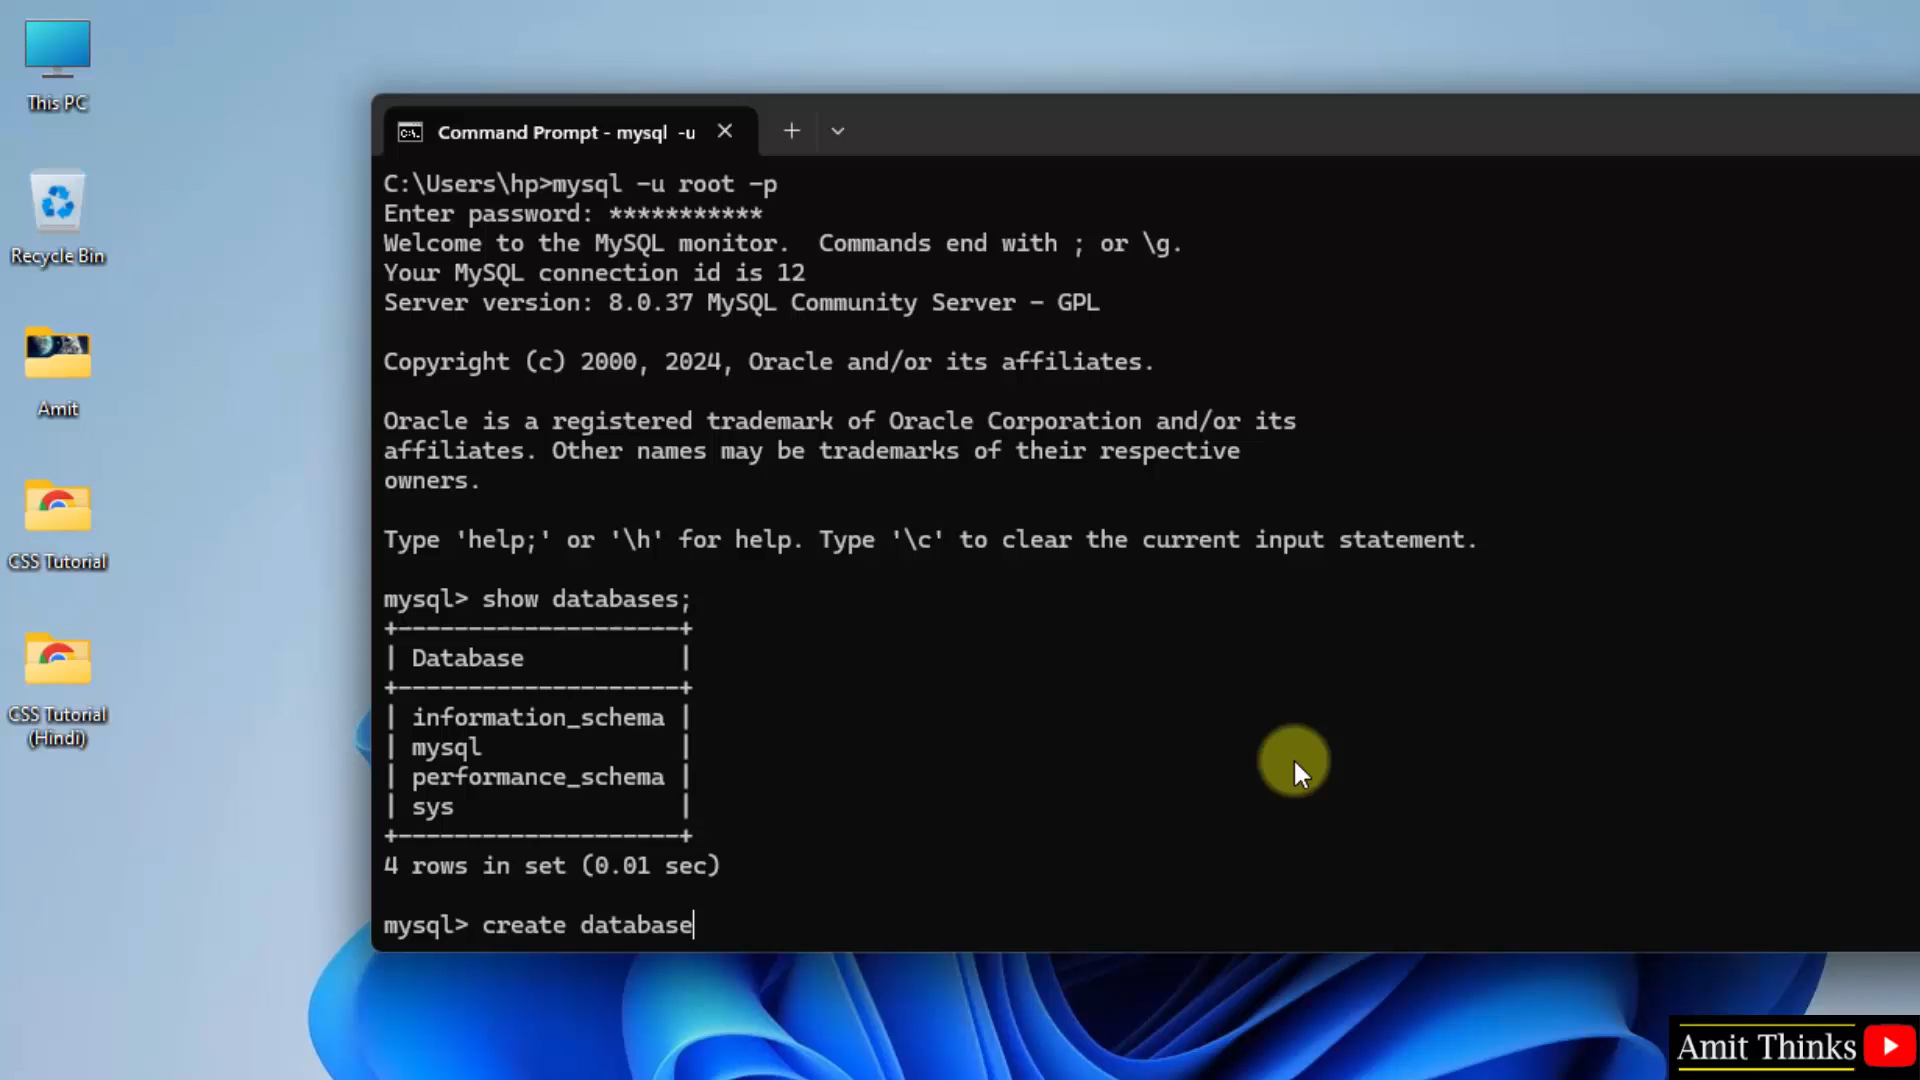 This PC
Recycle Bin
Amit
CSS Tutorial
CSS Tutorial
(Hindi)
Command Prompt - mysql -u
C:\Users\hp>mysql -u root -p
Enter password: ***********
Welcome to the MySQL monitor.  Commands end with ; or \g.
Your MySQL connection id is 12
Server version: 8.0.37 MySQL Community Server - GPL
Copyright (c) 2000, 2024, Oracle and/or its affiliates.
Oracle is a registered trademark of Oracle Corporation and/or its
affiliates. Other names may be trademarks of their respective
owners.
Type 'help;' or '\h' for help. Type '\c' to clear the current input statement.
mysql> show databases;
+--------------------+
| Database           |
+--------------------+
| information_schema |
| mysql              |
| performance_schema |
| sys                |
+--------------------+
4 rows in set (0.01 sec)
mysql> create database
Amit Thinks